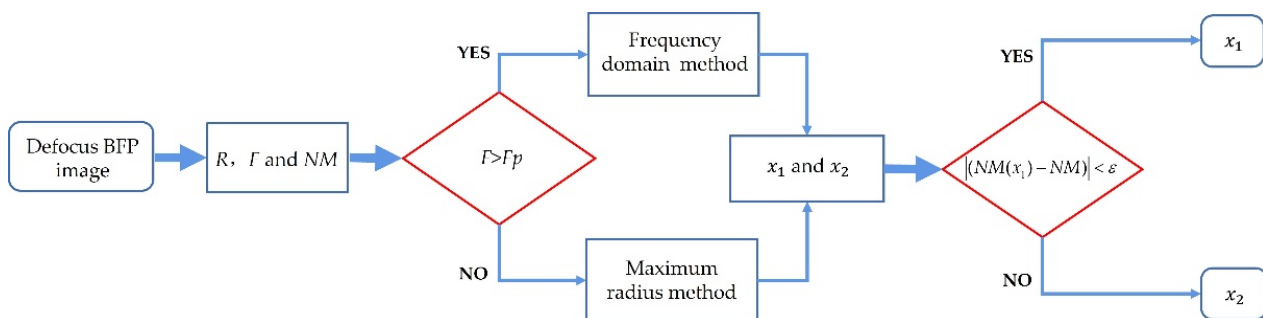 Defocus BFP
image
R, Γ and NM
Γ>Γp
YES
Frequency
domain method
NO
Maximum
radius method
x₁ and x₂
|(NM(x₁)−NM)|<ε
YES
x₁
NO
x₂